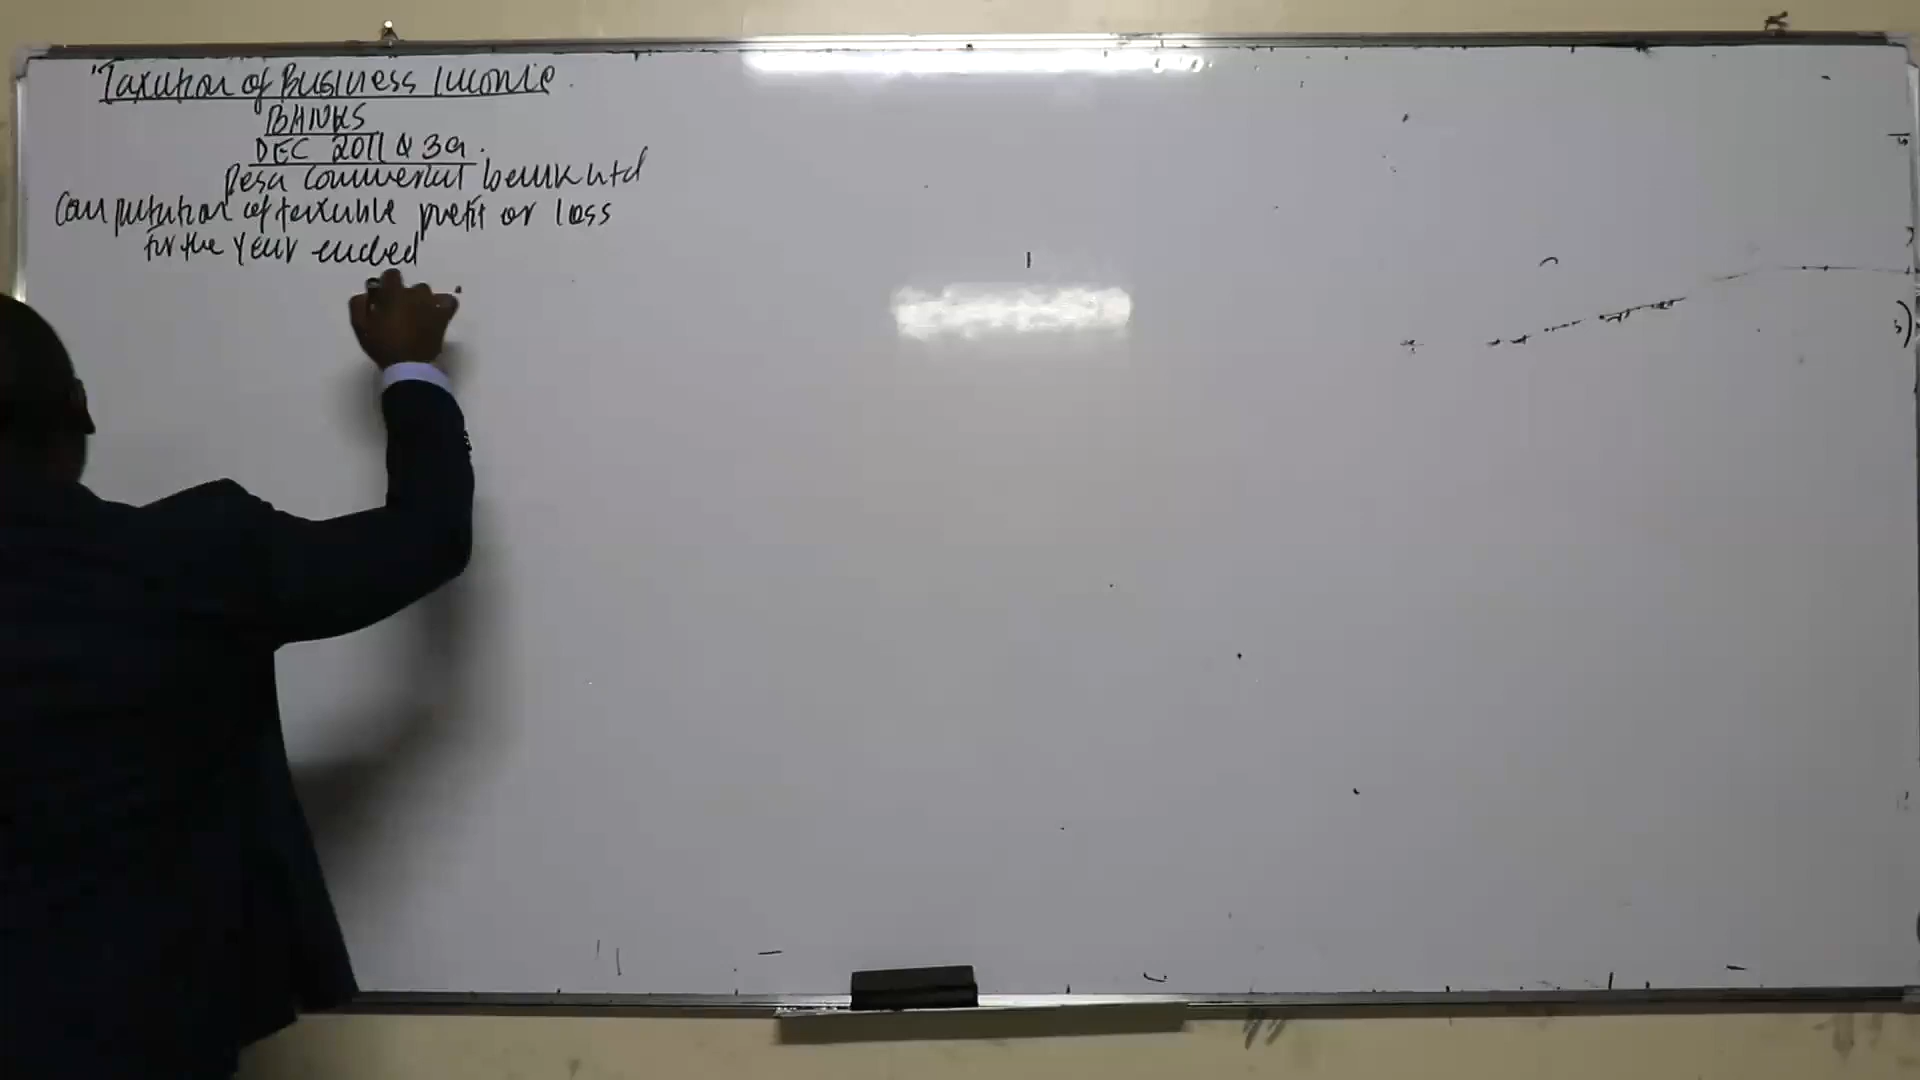 Taxation of Business Income
BANKS
DEC 2011 Q 3a.
Pesa Commercial bank Ltd
Computation of taxable profit or loss
for the Year ended